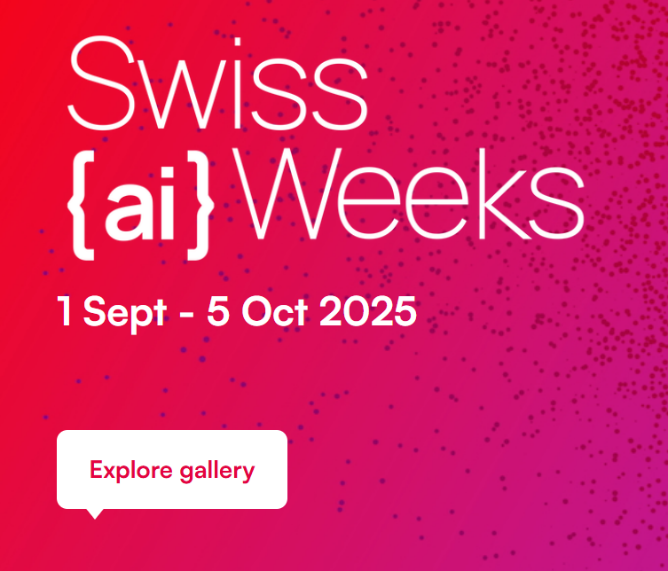 Swiss
{ai} Weeks
1 Sept - 5 Oct 2025
Explore gallery